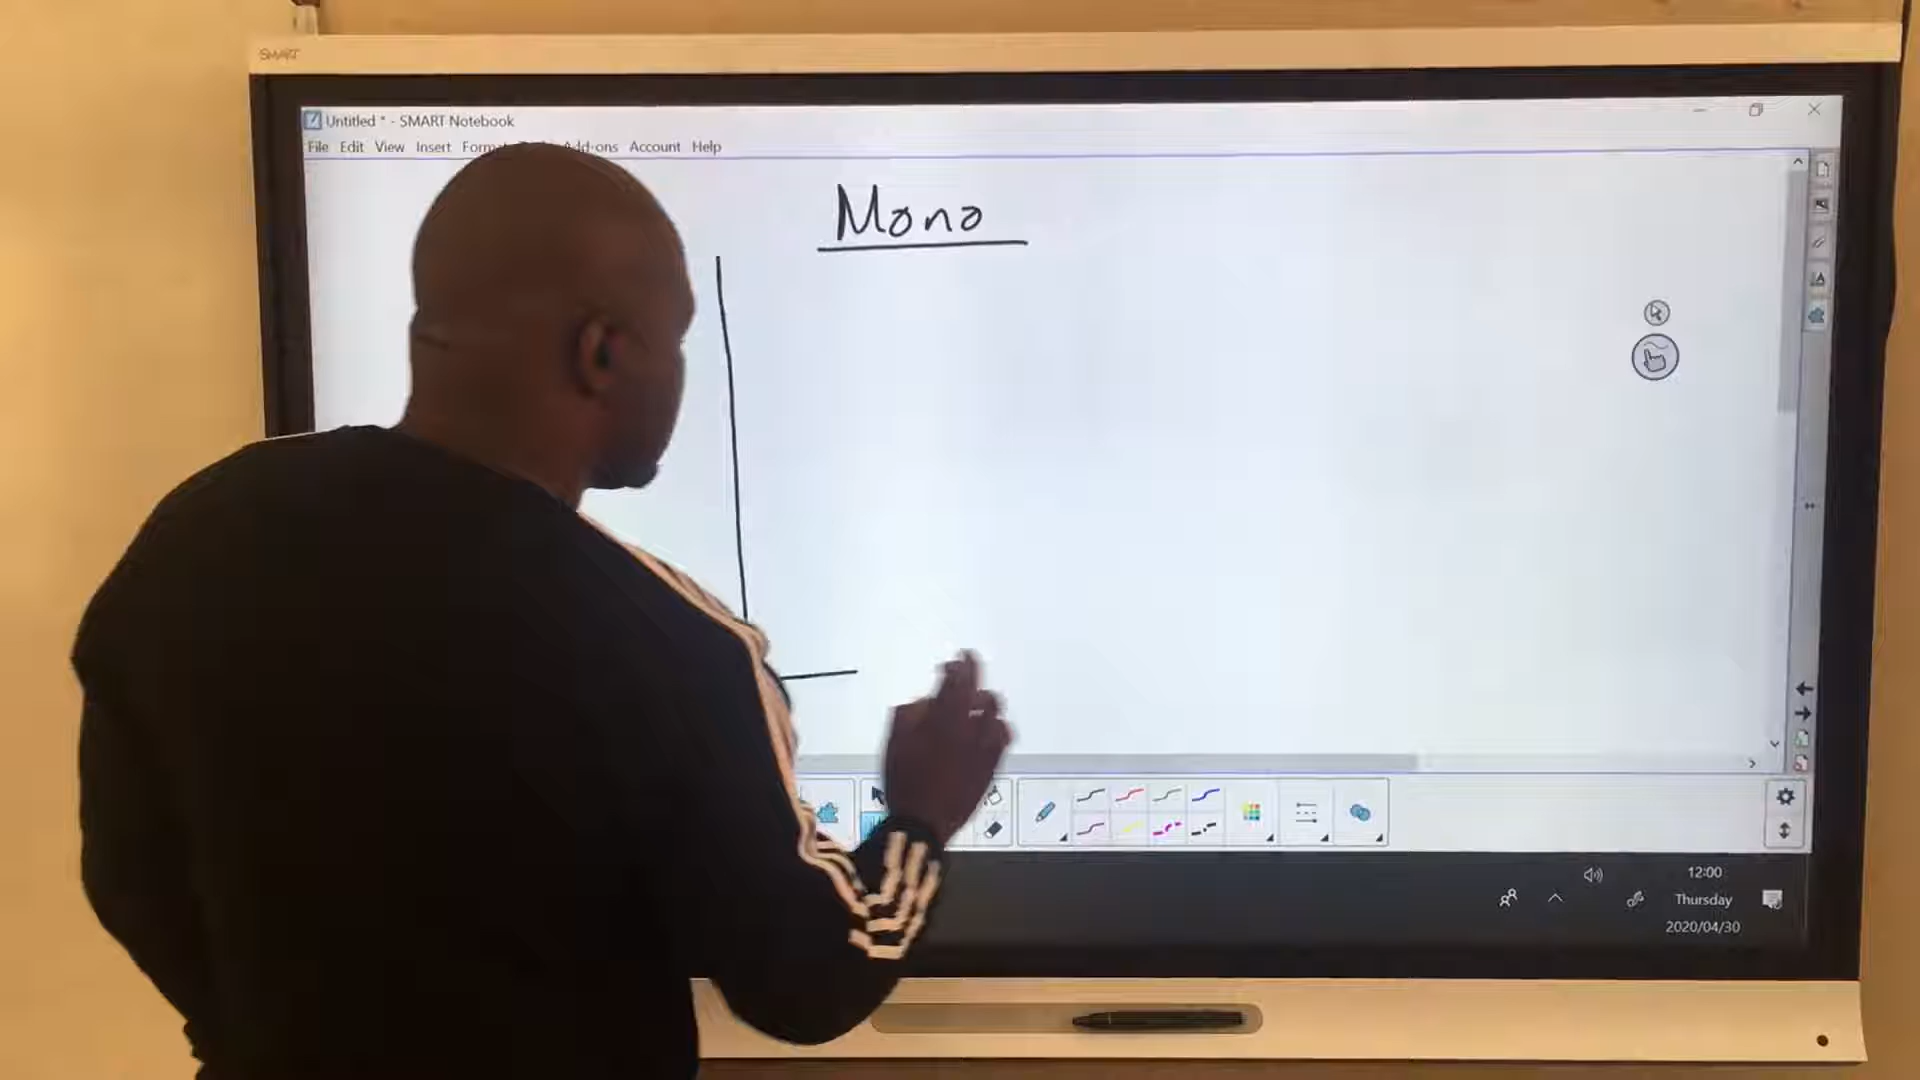 SMART
Untitled * - SMART Notebook
File Edit View Insert Add-ons Account Help
Mono
12:00
Thursday
2020/04/30